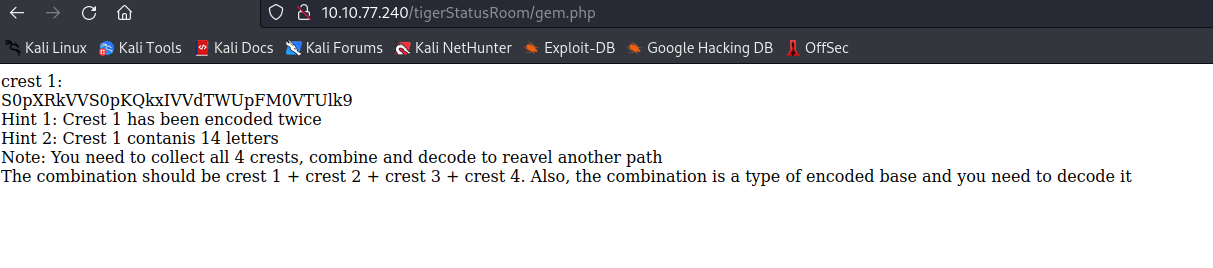 10.10.77.240/tigerStatusRoom/gem.php
Kali Linux Kali Tools Kali Docs Kali Forums Kali NetHunter Exploit-DB Google Hacking DB OffSec
crest 1:
S0pXRkVVS0pKQkxIVVdTWUpFM0VTUlk9
Hint 1: Crest 1 has been encoded twice
Hint 2: Crest 1 contanis 14 letters
Note: You need to collect all 4 crests, combine and decode to reavel another path
The combination should be crest 1 + crest 2 + crest 3 + crest 4. Also, the combination is a type of encoded base and you need to decode it